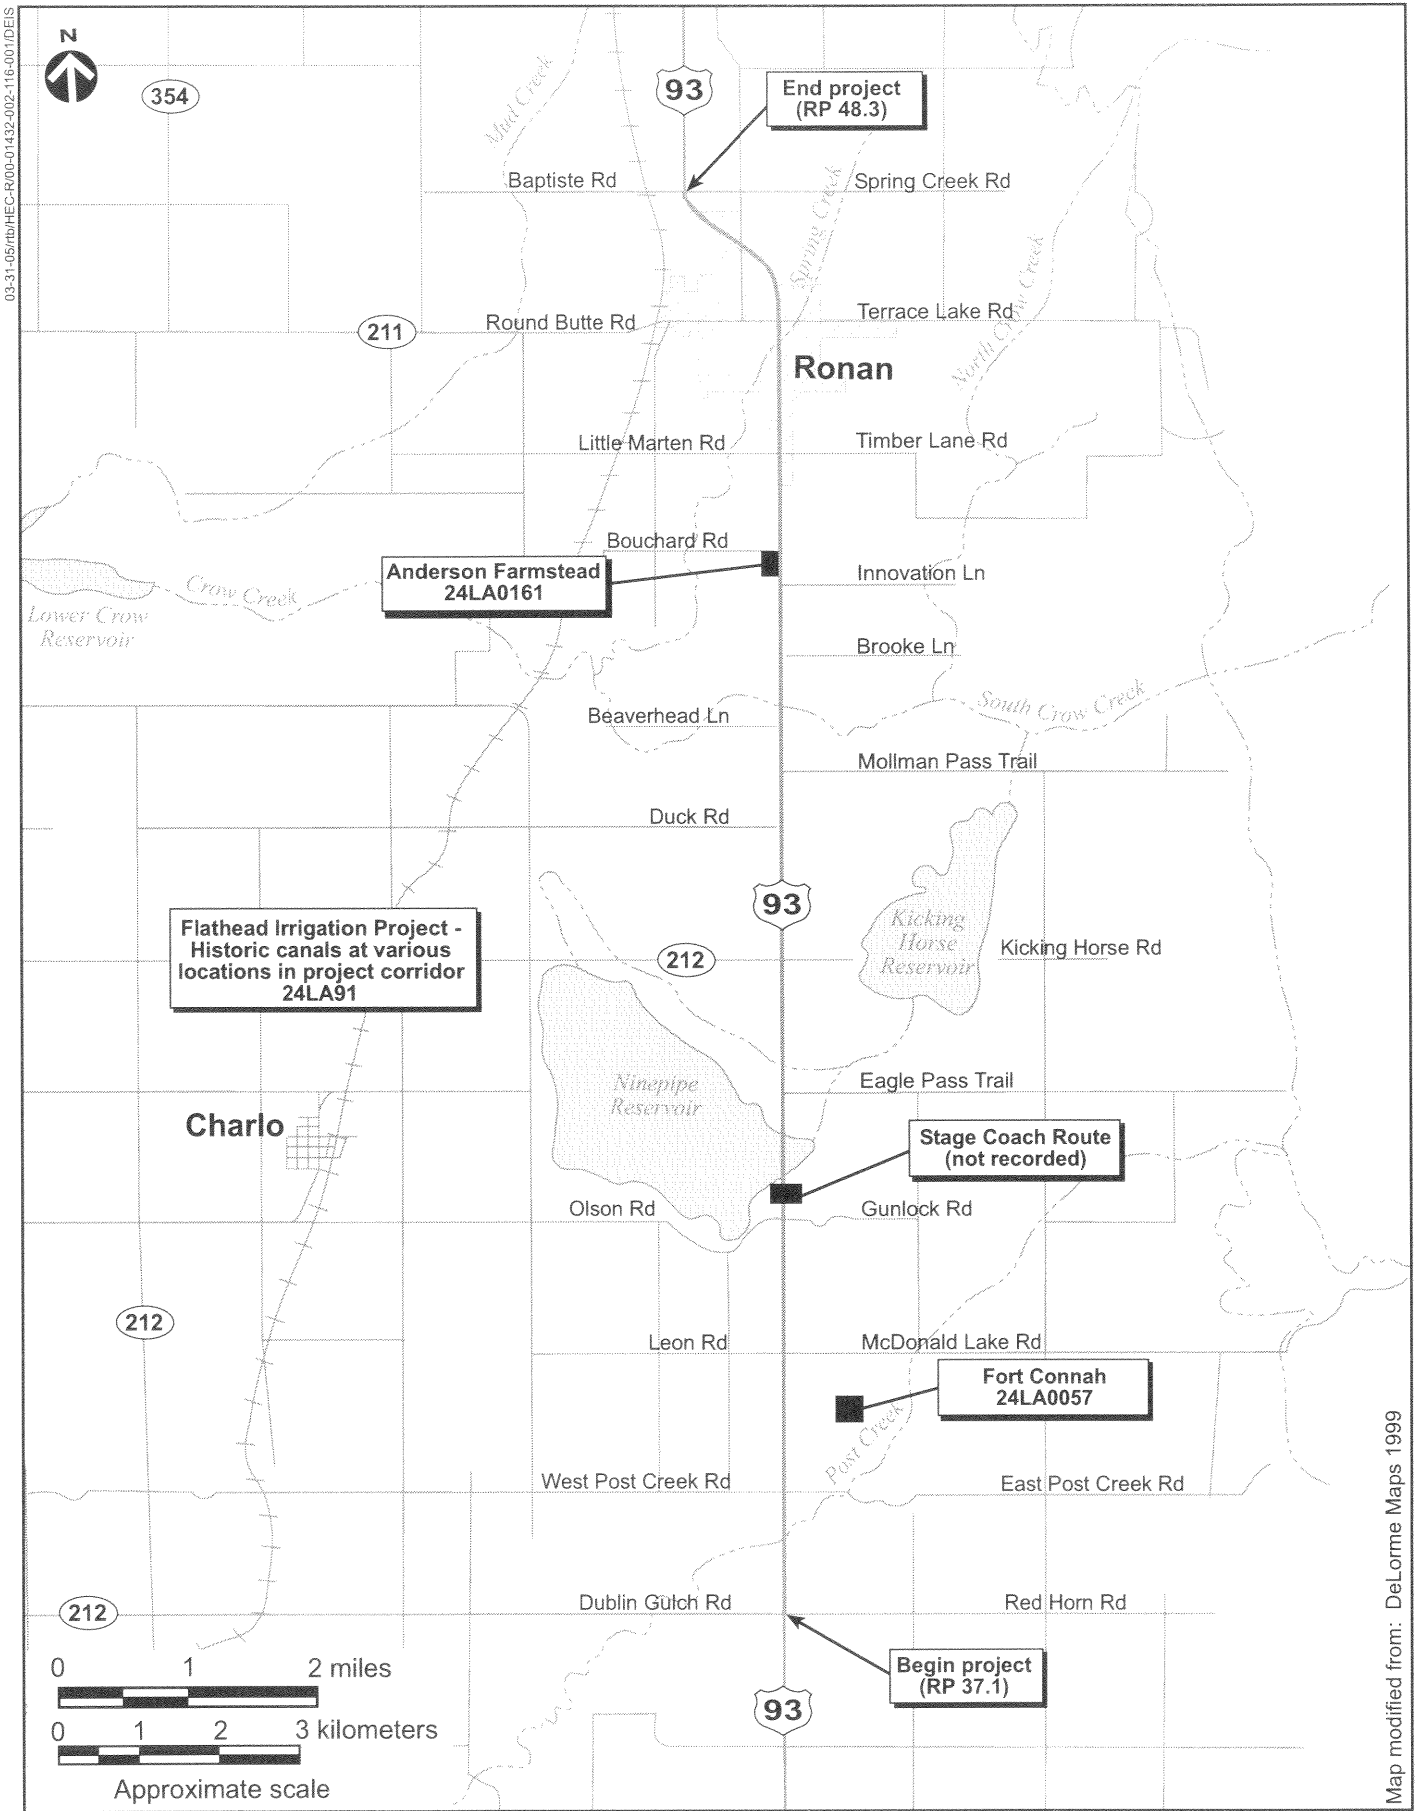 03-31-05/rtb/HEC-R/00-01432-002-116-001/DEIS
N
354
93
End project
(RP 48.3)
Mud Creek
Baptiste Rd
Spring Creek Rd
Spring Creek
North Crow Creek
211
Round Butte Rd
Terrace Lake Rd
Ronan
Little Marten Rd
Timber Lane Rd
Bouchard Rd
Anderson Farmstead
24LA0161
Innovation Ln
Crow Creek
Lower Crow
Reservoir
Brooke Ln
South Crow Creek
Beaverhead Ln
Mollman Pass Trail
Duck Rd
93
Flathead Irrigation Project -
Historic canals at various
locations in project corridor
24LA91
Kicking
Horse
Reservoir
212
Kicking Horse Rd
Ninepipe
Reservoir
Eagle Pass Trail
Charlo
Stage Coach Route
(not recorded)
Olson Rd
Gunlock Rd
212
Leon Rd
McDonald Lake Rd
Fort Connah
24LA0057
Post Creek
West Post Creek Rd
East Post Creek Rd
212
Dublin Gulch Rd
Red Horn Rd
Begin project
(RP 37.1)
93
0 1 2 miles
0 1 2 3 kilometers
Approximate scale
Map modified from: DeLorme Maps 1999